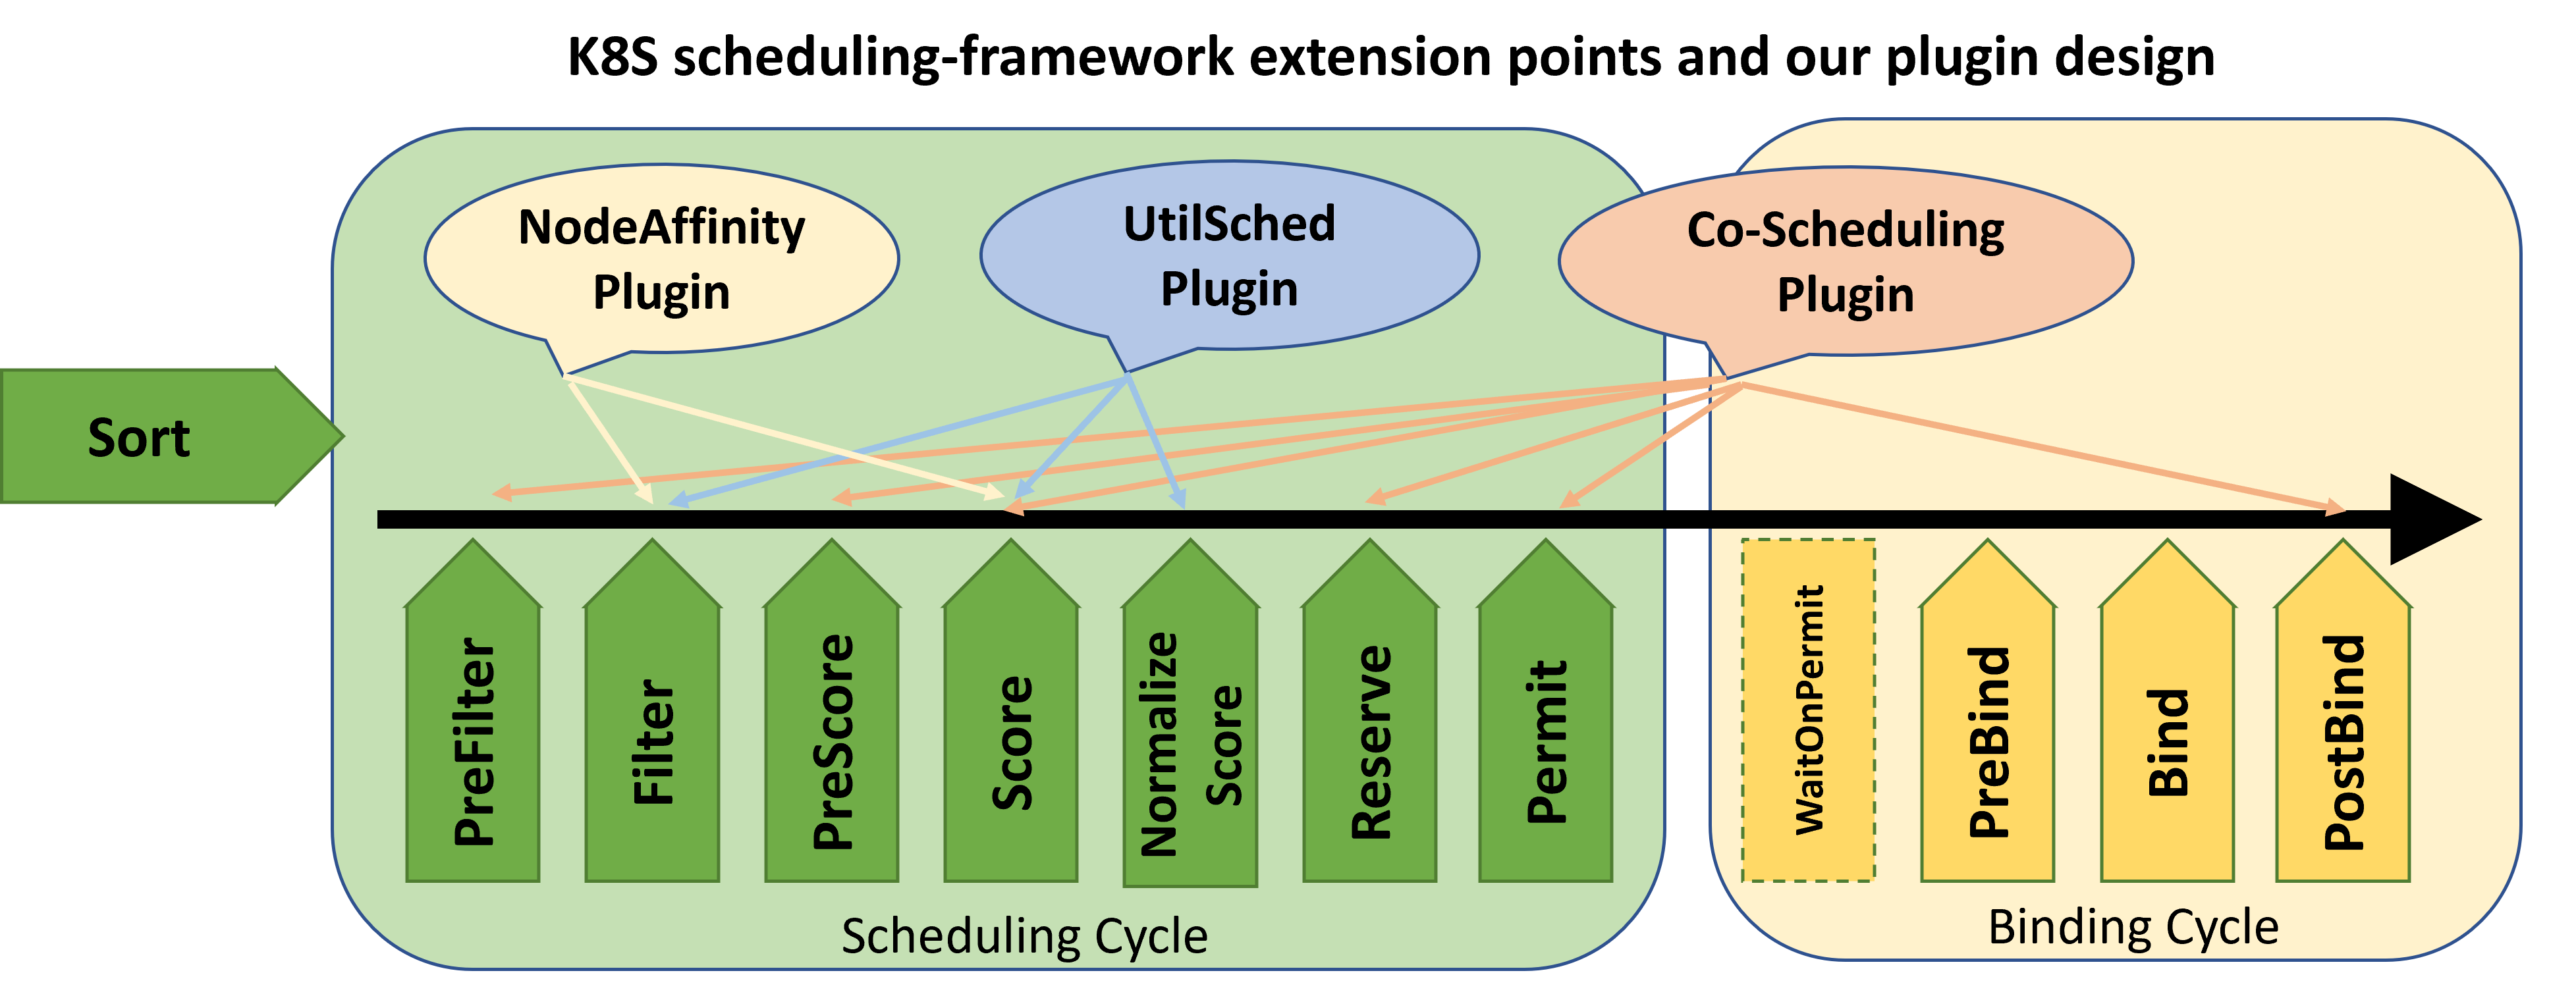 K8S scheduling-framework extension points and our plugin design
NodeAffinity
Plugin
UtilSched
Plugin
Co-Scheduling
Plugin
Sort
PreFilter
Filter
PreScore
Score
Normalize
Score
Reserve
Permit
WaitOnPermit
PreBind
Bind
PostBind
Scheduling Cycle
Binding Cycle